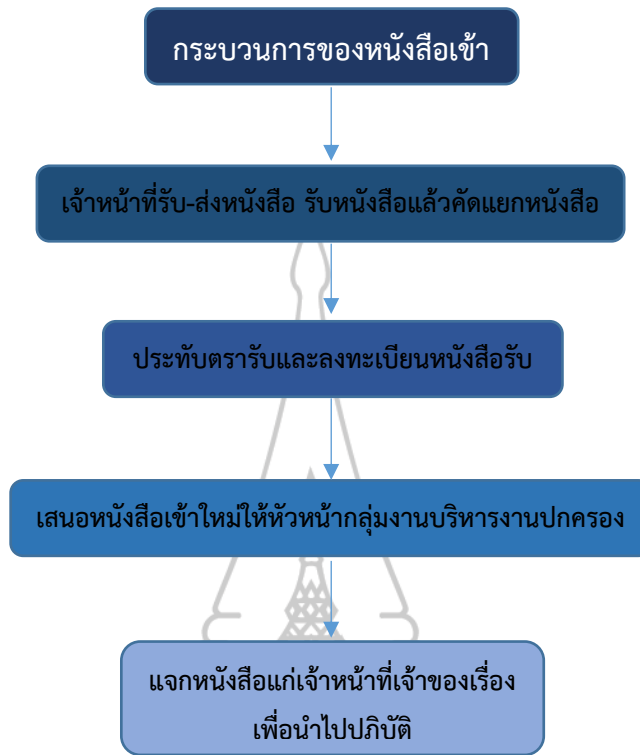 กระบวนการของหนังสือเข้า
เจ้าหน้าที่รับ-ส่งหนังสือ รับหนังสือแล้วคัดแยกหนังสือ
ประทับตรารับและลงทะเบียนหนังสือรับ
เสนอหนังสือเข้าใหม่ให้หัวหน้ากลุ่มงานบริหารงานปกครอง
แจกหนังสือแก่เจ้าหน้าที่เจ้าของเรื่อง
เพื่อนำไปปภิบัติ